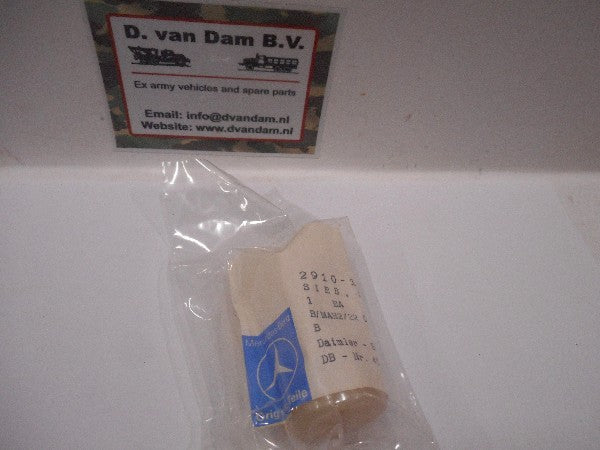 D. van Dam B.V.
Ex army vehicles and spare parts
Email: info@dvandam.nl
Website: www.dvandam.nl
2910-
SIEB,
1 EA
B
Daimler -
DB - Nr.
Mercedes-Benz